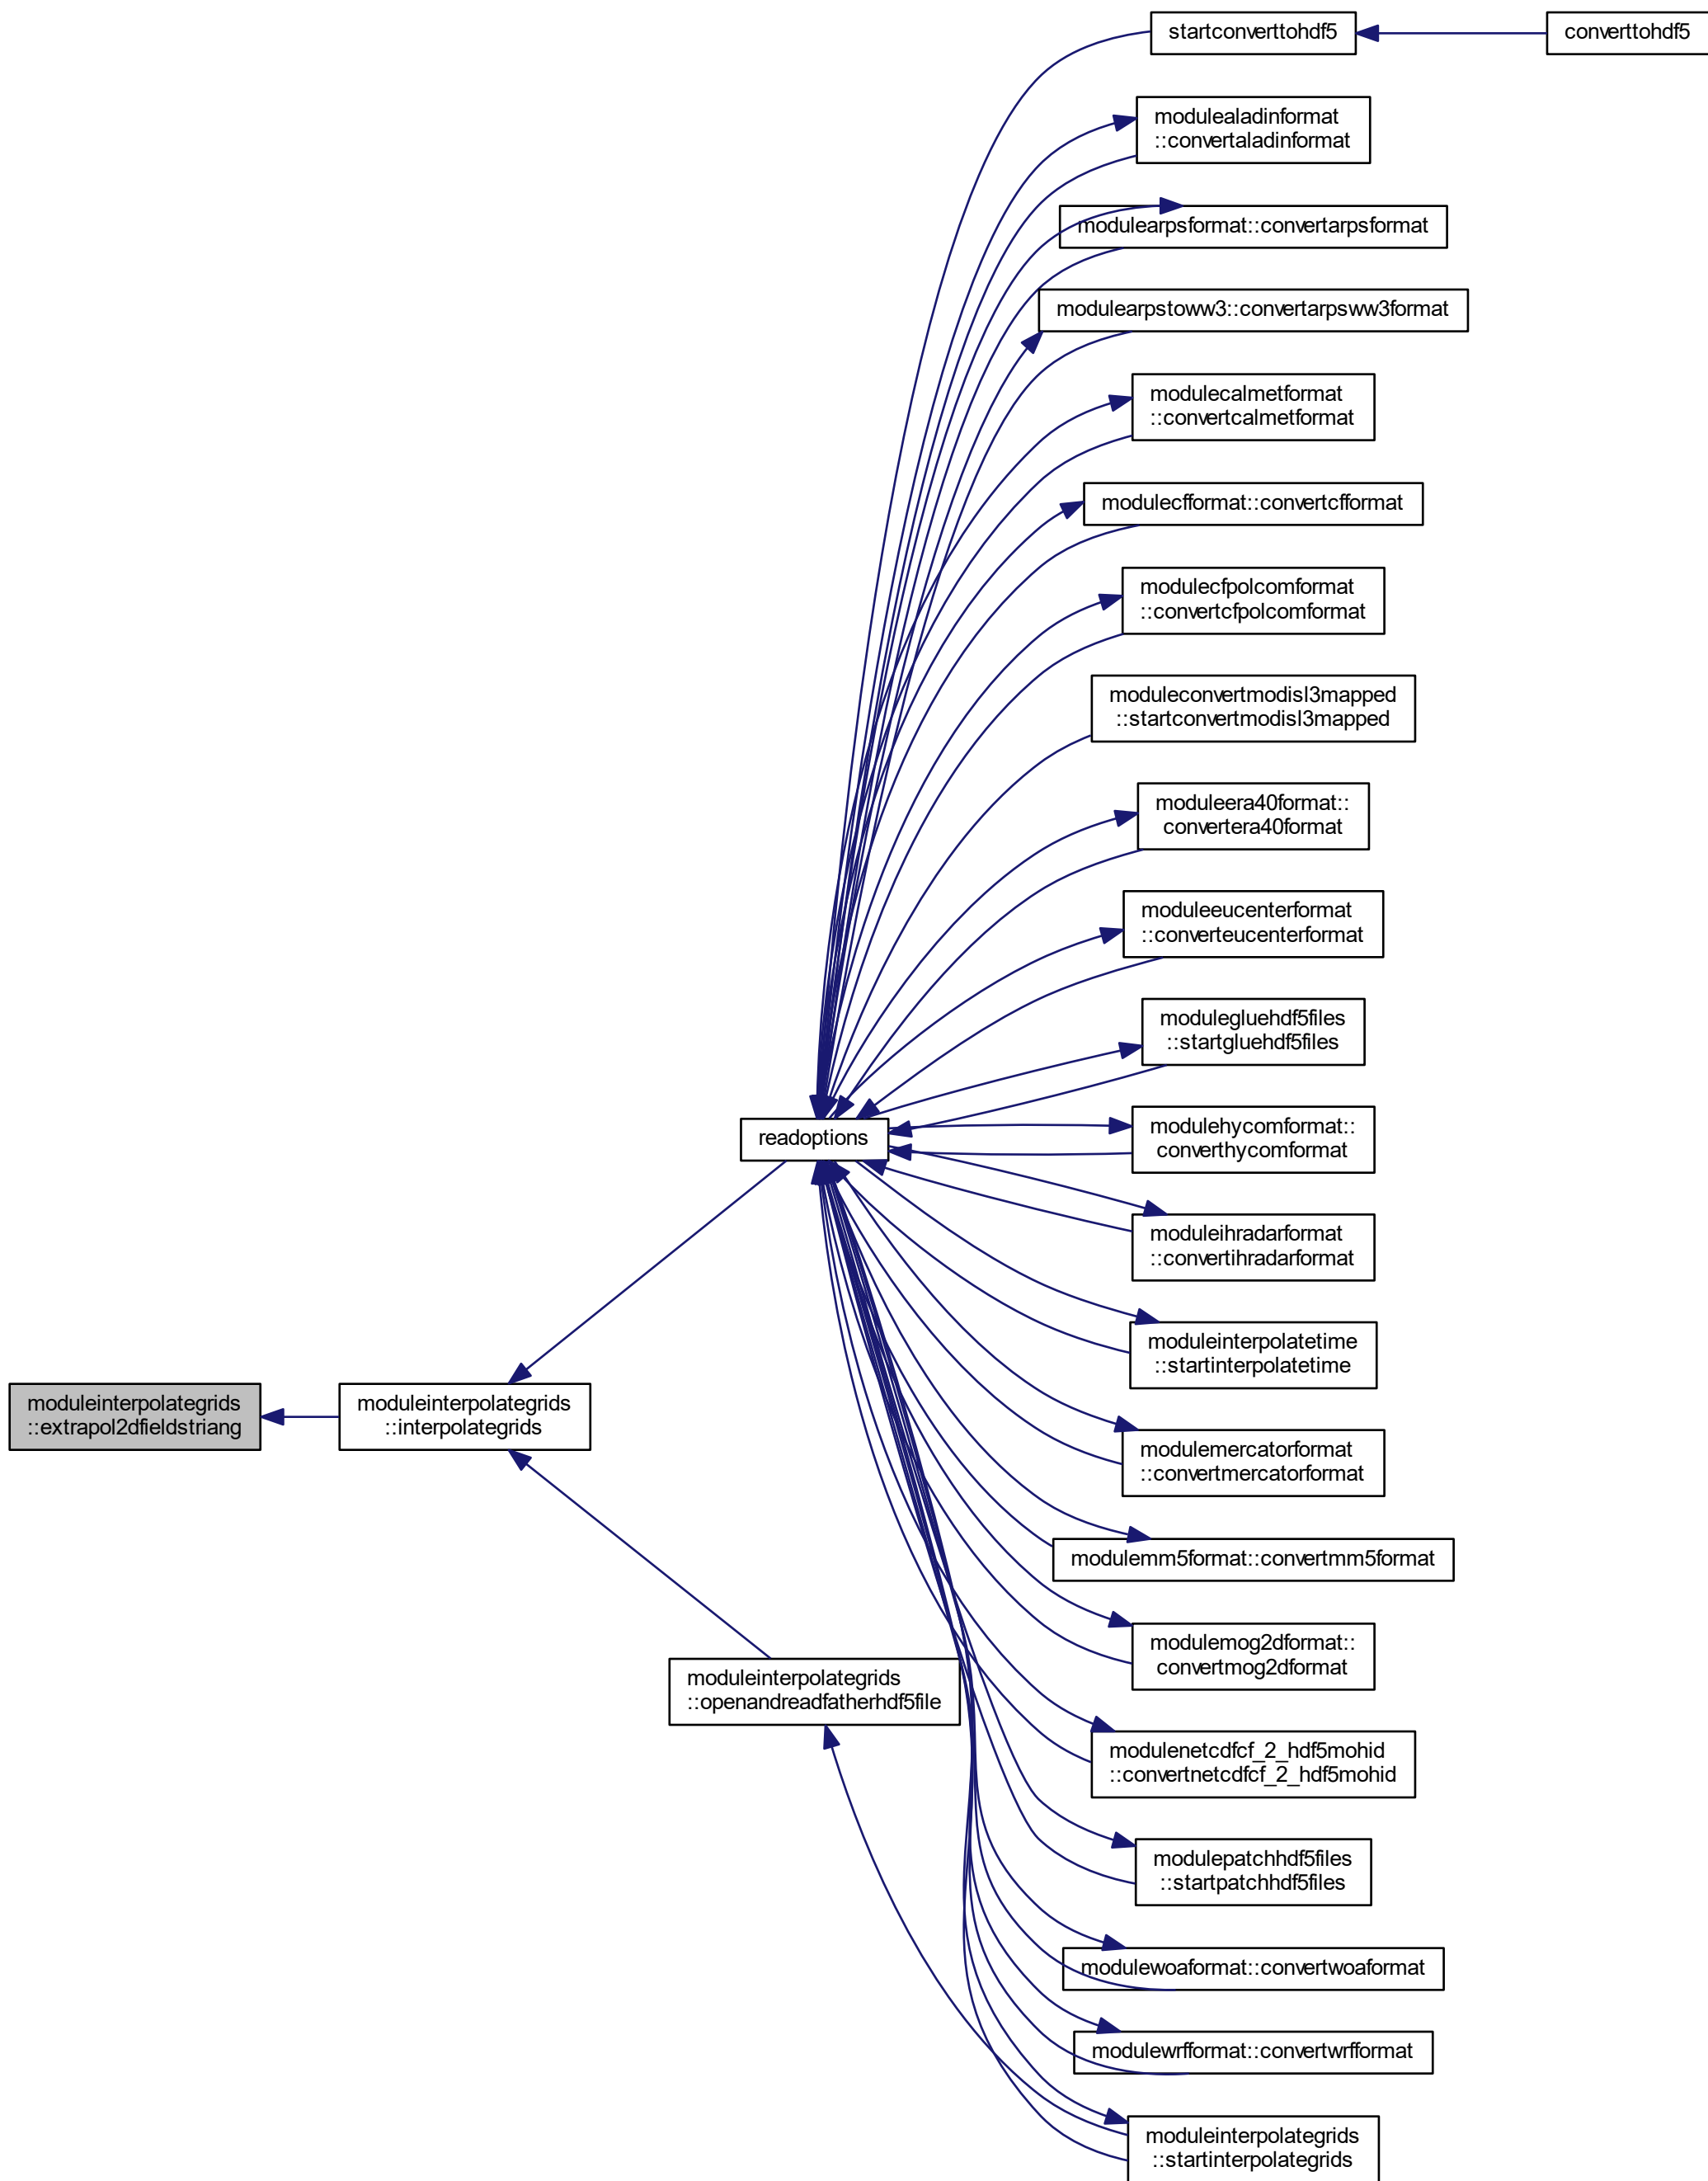 startconverttohdf5
converttohdf5
modulealadinformat
::convertaladinformat
modulearpsformat::convertarpsformat
modulearpstoww3::convertarpsww3format
modulecalmetformat
::convertcalmetformat
modulecfformat::convertcfformat
modulecfpolcomformat
::convertcfpolcomformat
moduleconvertmodisl3mapped
::startconvertmodisl3mapped
moduleera40format::
convertera40format
moduleeucenterformat
::converteucenterformat
modulegluehdf5files
::startgluehdf5files
readoptions
modulehycomformat::
converthycomformat
moduleihradarformat
::convertihradarformat
moduleinterpolatetime
::startinterpolatetime
moduleinterpolategrids
::extrapol2dfieldstriang
moduleinterpolategrids
::interpolategrids
modulemercatorformat
::convertmercatorformat
modulemm5format::convertmm5format
modulemog2dformat::
convertmog2dformat
moduleinterpolategrids
::openandreadfatherhdf5file
modulenetcdfcf_2_hdf5mohid
::convertnetcdfcf_2_hdf5mohid
modulepatchhdf5files
::startpatchhdf5files
modulewoaformat::convertwoaformat
modulewrfformat::convertwrfformat
moduleinterpolategrids
::startinterpolategrids